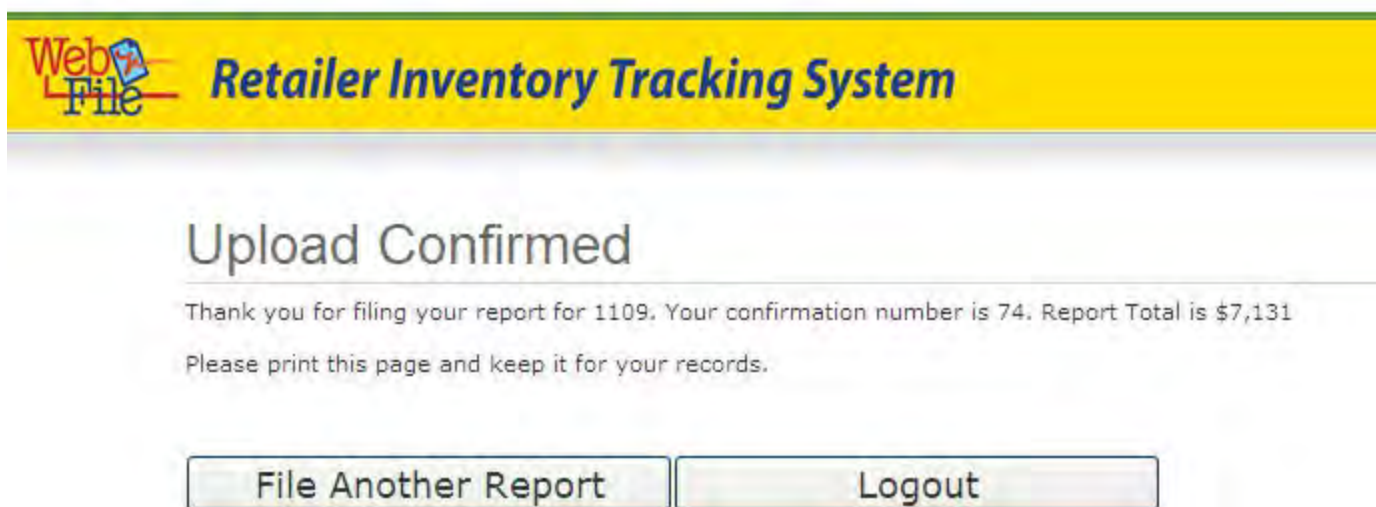 Web
File
Retailer Inventory Tracking System
Upload Confirmed
Thank you for filing your report for 1109. Your confirmation number is 74. Report Total is $7,131
Please print this page and keep it for your records.
File Another Report
Logout